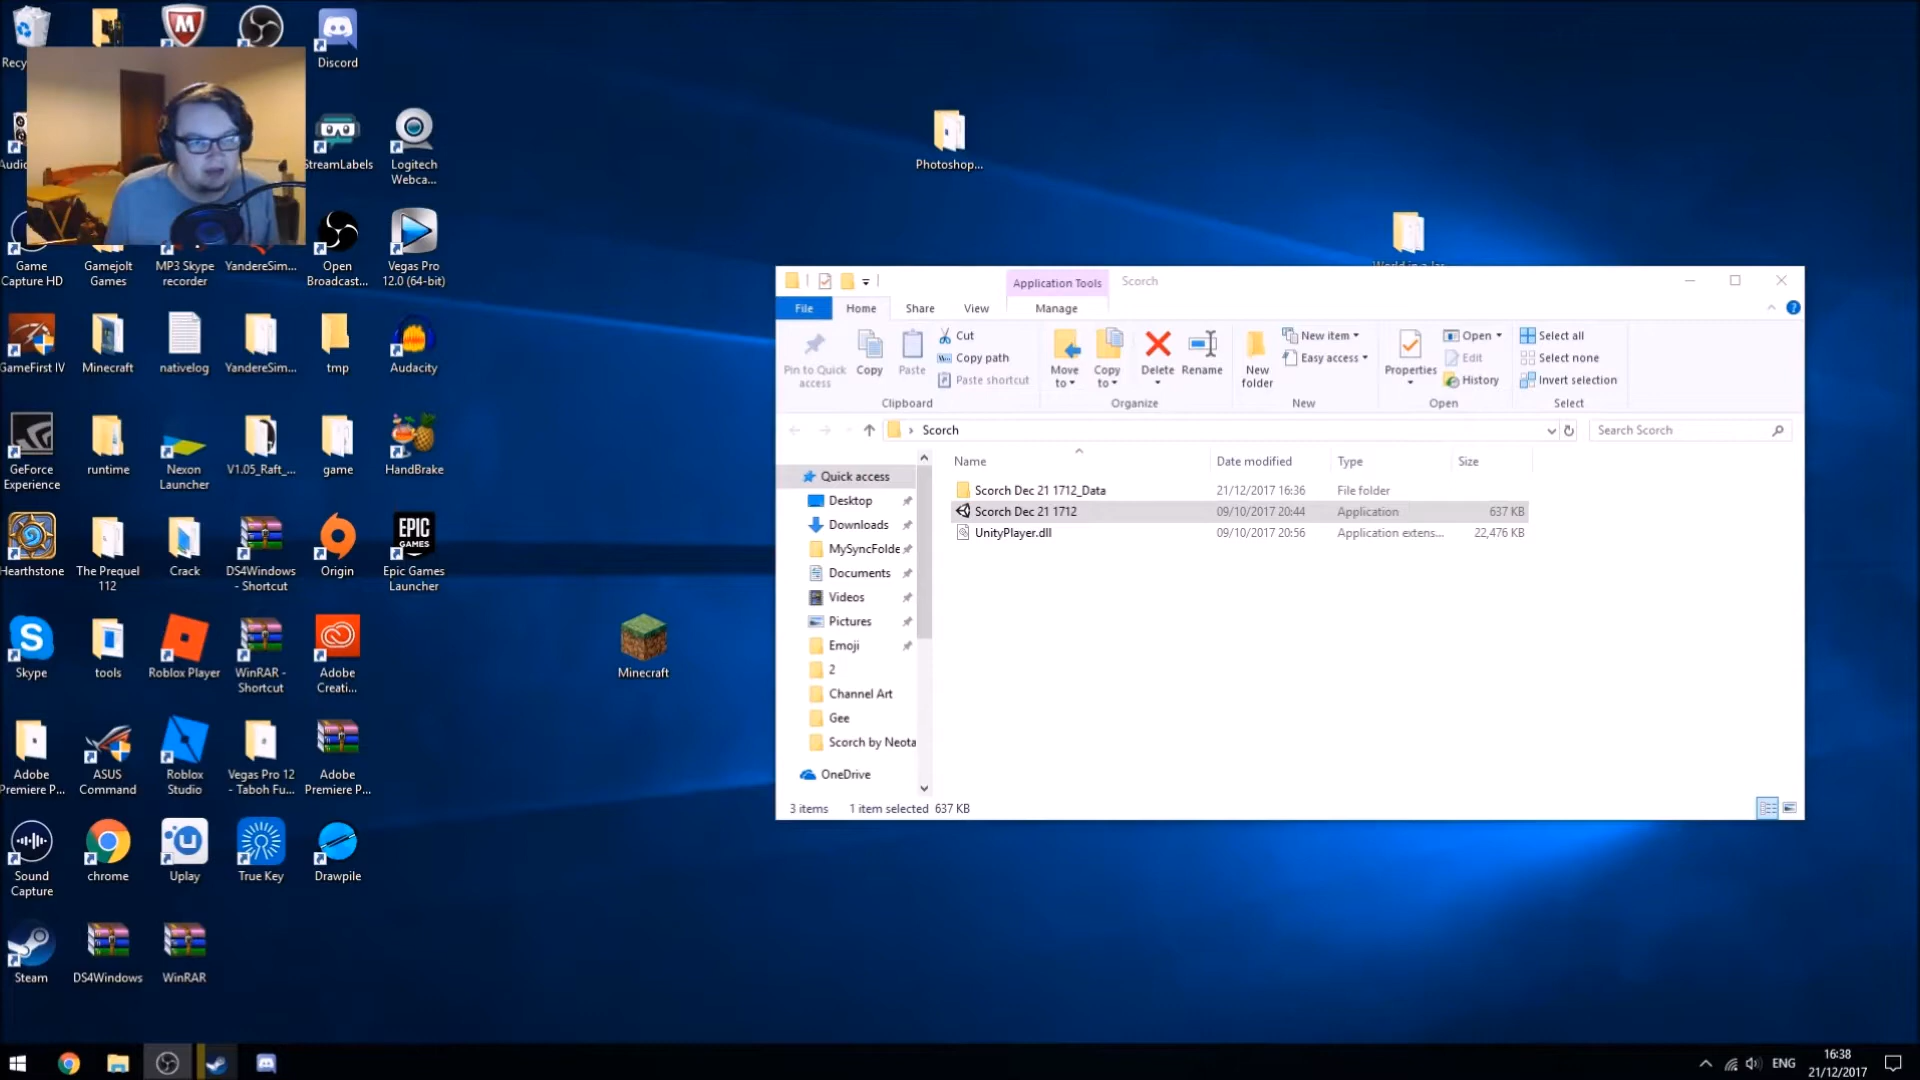 Discord
StreamLabels
Logitech
Webca...
Game
Capture HD
Gamejolt
Games
MP3 Skype
recorder
YandereSim...
Open
Broadcast...
Vegas Pro
12.0 (64-bit)
GameFirst IV
Minecraft
nativelog
YandereSim...
tmp
Audacity
GeForce
Experience
runtime
Nexon
Launcher
V1.05_Raft_...
game
HandBrake
Hearthstone
The Prequel
112
Crack
DS4Windows
- Shortcut
Origin
EPIC
GAMES
Epic Games
Launcher
Skype
tools
Roblox Player
WinRAR -
Shortcut
Adobe
Creati...
Adobe
Premiere P...
ASUS
Command
Roblox
Studio
Vegas Pro 12
- Taboh Fu...
Adobe
Premiere P...
Sound
Capture
chrome
Uplay
True Key
Drawpile
Steam
DS4Windows
WinRAR
Minecraft
Photoshop...
Application Tools
Scorch
File
Home
Share
View
Manage
Pin to Quick
access
Copy
Paste
Cut
Copy path
Paste shortcut
Clipboard
Move
to
Copy
to
Delete
Rename
Organize
New
folder
New item
Easy access
New
Properties
Open
Edit
History
Open
Select all
Select none
Invert selection
Select
Scorch
Search Scorch
Quick access
Desktop
Downloads
MySyncFolde
Documents
Videos
Pictures
Emoji
2
Channel Art
Gee
Scorch by Neota
OneDrive
Name Date modified Type Size
Scorch Dec 21 1712_Data 21/12/2017 16:36 File folder
Scorch Dec 21 1712 09/10/2017 20:44 Application 637 KB
UnityPlayer.dll 09/10/2017 20:56 Application extens... 22,476 KB
3 items 1 item selected 637 KB
ENG
16:38
21/12/2017